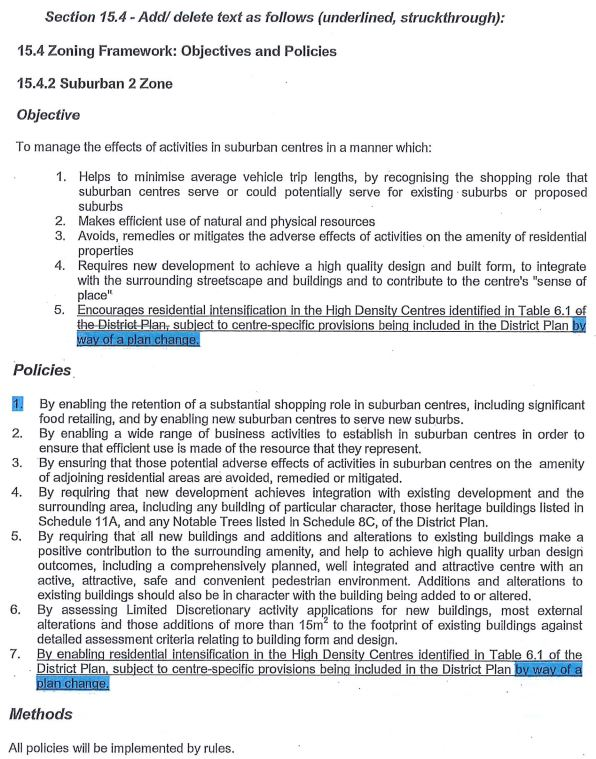 Section 15.4 - Add/ delete text as follows (underlined, struckthrough):
15.4 Zoning Framework: Objectives and Policies
15.4.2 Suburban 2 Zone
Objective
To manage the effects of activities in suburban centres in a manner which:
1. Helps to minimise average vehicle trip lengths, by recognising the shopping role that
suburban centres serve or could potentially serve for existing suburbs or proposed
suburbs
2. Makes efficient use of natural and physical resources
3. Avoids, remedies or mitigates the adverse effects of activities on the amenity of residential
properties
4. Requires new development to achieve a high quality design and built form, to integrate
with the surrounding streetscape and buildings and to contribute to the centre's "sense of
place"
5. Encourages residential intensification in the High Density Centres identified in Table 6.1 of
the District Plan, subject to centre-specific provisions being included in the District Plan by
way of a plan change.
Policies
1. By enabling the retention of a substantial shopping role in suburban centres, including significant
food retailing, and by enabling new suburban centres to serve new suburbs.
2. By enabling a wide range of business activities to establish in suburban centres in order to
ensure that efficient use is made of the resource that they represent.
3. By ensuring that those potential adverse effects of activities in suburban centres on the amenity
of adjoining residential areas are avoided, remedied or mitigated.
4. By requiring that new development achieves integration with existing development and the
surrounding area, including any building of particular character, those heritage buildings listed in
Schedule 11A, and any Notable Trees listed in Schedule 8C, of the District Plan.
5. By requiring that all new buildings and additions and alterations to existing buildings make a
positive contribution to the surrounding amenity, and help to achieve high quality urban design
outcomes, including a comprehensively planned, well integrated and attractive centre with an
active, attractive, safe and convenient pedestrian environment. Additions and alterations to
existing buildings should also be in character with the building being added to or altered.
6. By assessing Limited Discretionary activity applications for new buildings, most external
alterations and those additions of more than 15m² to the footprint of existing buildings against
detailed assessment criteria relating to building form and design.
7. By enabling residential intensification in the High Density Centres identified in Table 6.1 of the
District Plan, subject to centre-specific provisions being included in the District Plan by way of a
plan change.
Methods
All policies will be implemented by rules.